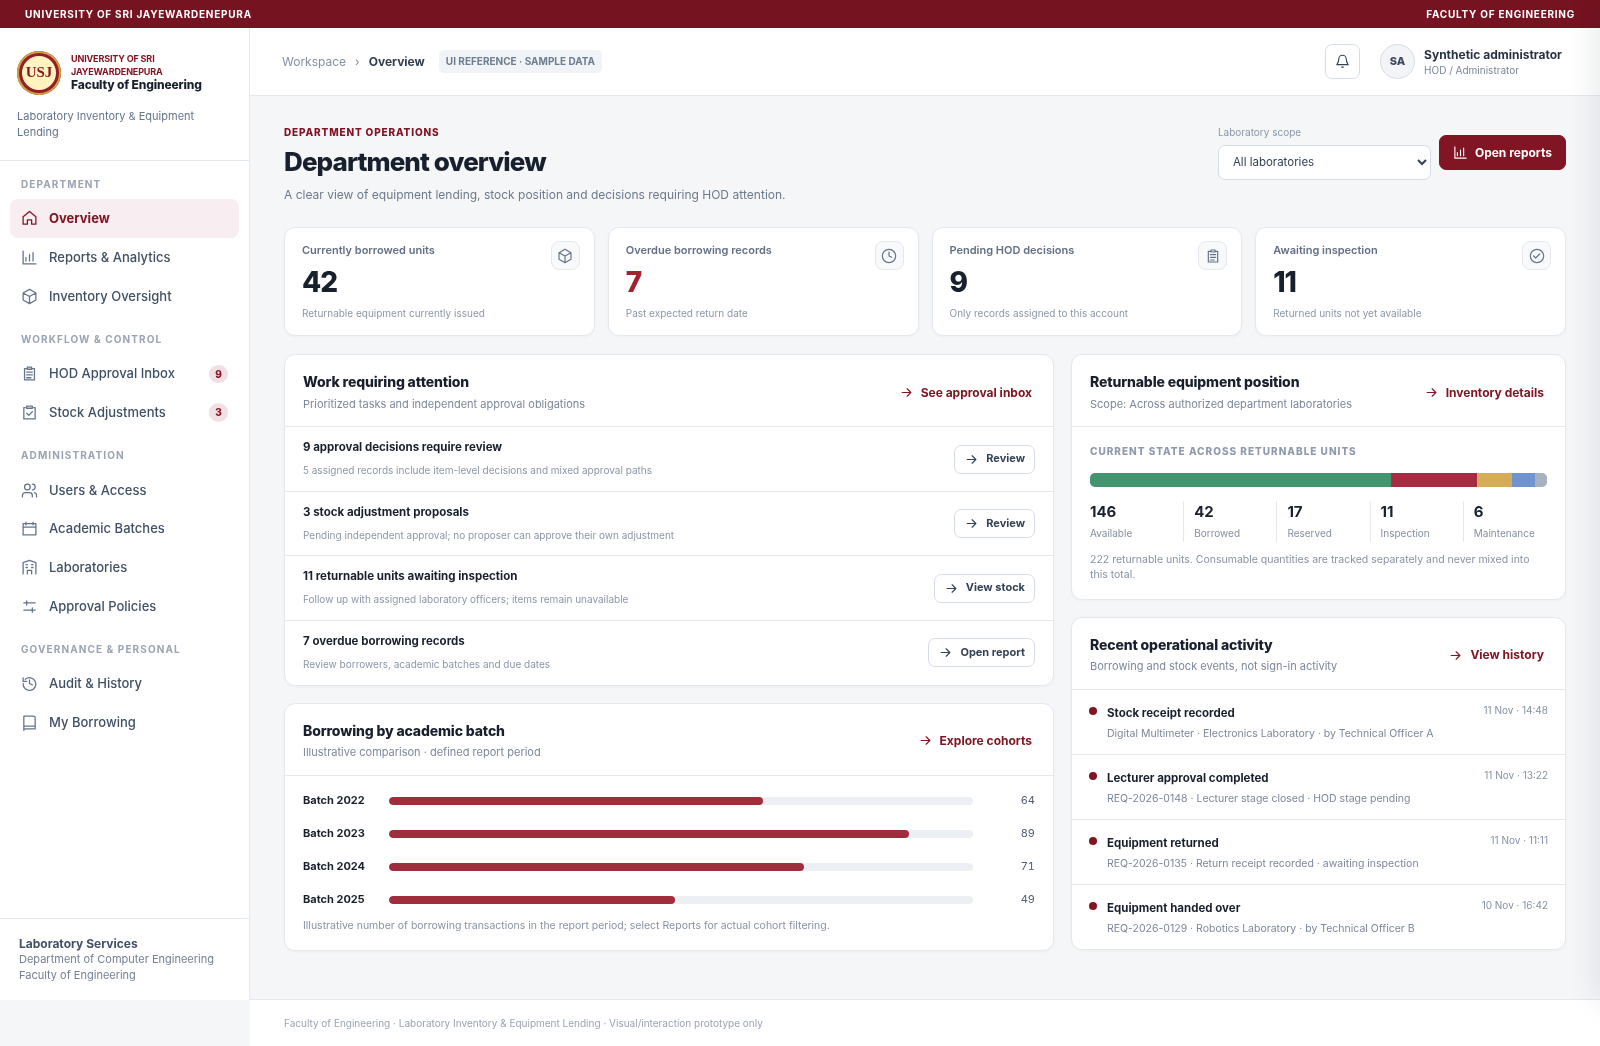 UNIVERSITY OF SRI JAYEWARDENEPURA
FACULTY OF ENGINEERING
USJ
UNIVERSITY OF SRI
JAYEWARDENEPURA
Faculty of Engineering
Laboratory Inventory & Equipment
Lending
DEPARTMENT
Overview
Reports & Analytics
Inventory Oversight
WORKFLOW & CONTROL
HOD Approval Inbox 9
Stock Adjustments 3
ADMINISTRATION
Users & Access
Academic Batches
Laboratories
Approval Policies
GOVERNANCE & PERSONAL
Audit & History
My Borrowing
Laboratory Services
Department of Computer Engineering
Faculty of Engineering
Workspace › Overview UI REFERENCE · SAMPLE DATA
SA
Synthetic administrator
HOD / Administrator
DEPARTMENT OPERATIONS
Department overview
A clear view of equipment lending, stock position and decisions requiring HOD attention.
Laboratory scope
All laboratories
Open reports
Currently borrowed units
42
Returnable equipment currently issued
Overdue borrowing records
7
Past expected return date
Pending HOD decisions
9
Only records assigned to this account
Awaiting inspection
11
Returned units not yet available
Work requiring attention
Prioritized tasks and independent approval obligations
→ See approval inbox
9 approval decisions require review
5 assigned records include item-level decisions and mixed approval paths
→ Review
3 stock adjustment proposals
Pending independent approval; no proposer can approve their own adjustment
→ Review
11 returnable units awaiting inspection
Follow up with assigned laboratory officers; items remain unavailable
→ View stock
7 overdue borrowing records
Review borrowers, academic batches and due dates
→ Open report
Borrowing by academic batch
Illustrative comparison · defined report period
→ Explore cohorts
Batch 2022 64
Batch 2023 89
Batch 2024 71
Batch 2025 49
Illustrative number of borrowing transactions in the report period; select Reports for actual cohort filtering.
Returnable equipment position
Scope: Across authorized department laboratories
→ Inventory details
CURRENT STATE ACROSS RETURNABLE UNITS
146 42 17 11 6
Available Borrowed Reserved Inspection Maintenance
222 returnable units. Consumable quantities are tracked separately and never mixed into
this total.
Recent operational activity
Borrowing and stock events, not sign-in activity
→ View history
Stock receipt recorded 11 Nov · 14:48
Digital Multimeter · Electronics Laboratory · by Technical Officer A
Lecturer approval completed 11 Nov · 13:22
REQ-2026-0148 · Lecturer stage closed · HOD stage pending
Equipment returned 11 Nov · 11:11
REQ-2026-0135 · Return receipt recorded · awaiting inspection
Equipment handed over 10 Nov · 16:42
REQ-2026-0129 · Robotics Laboratory · by Technical Officer B
Faculty of Engineering · Laboratory Inventory & Equipment Lending · Visual/interaction prototype only